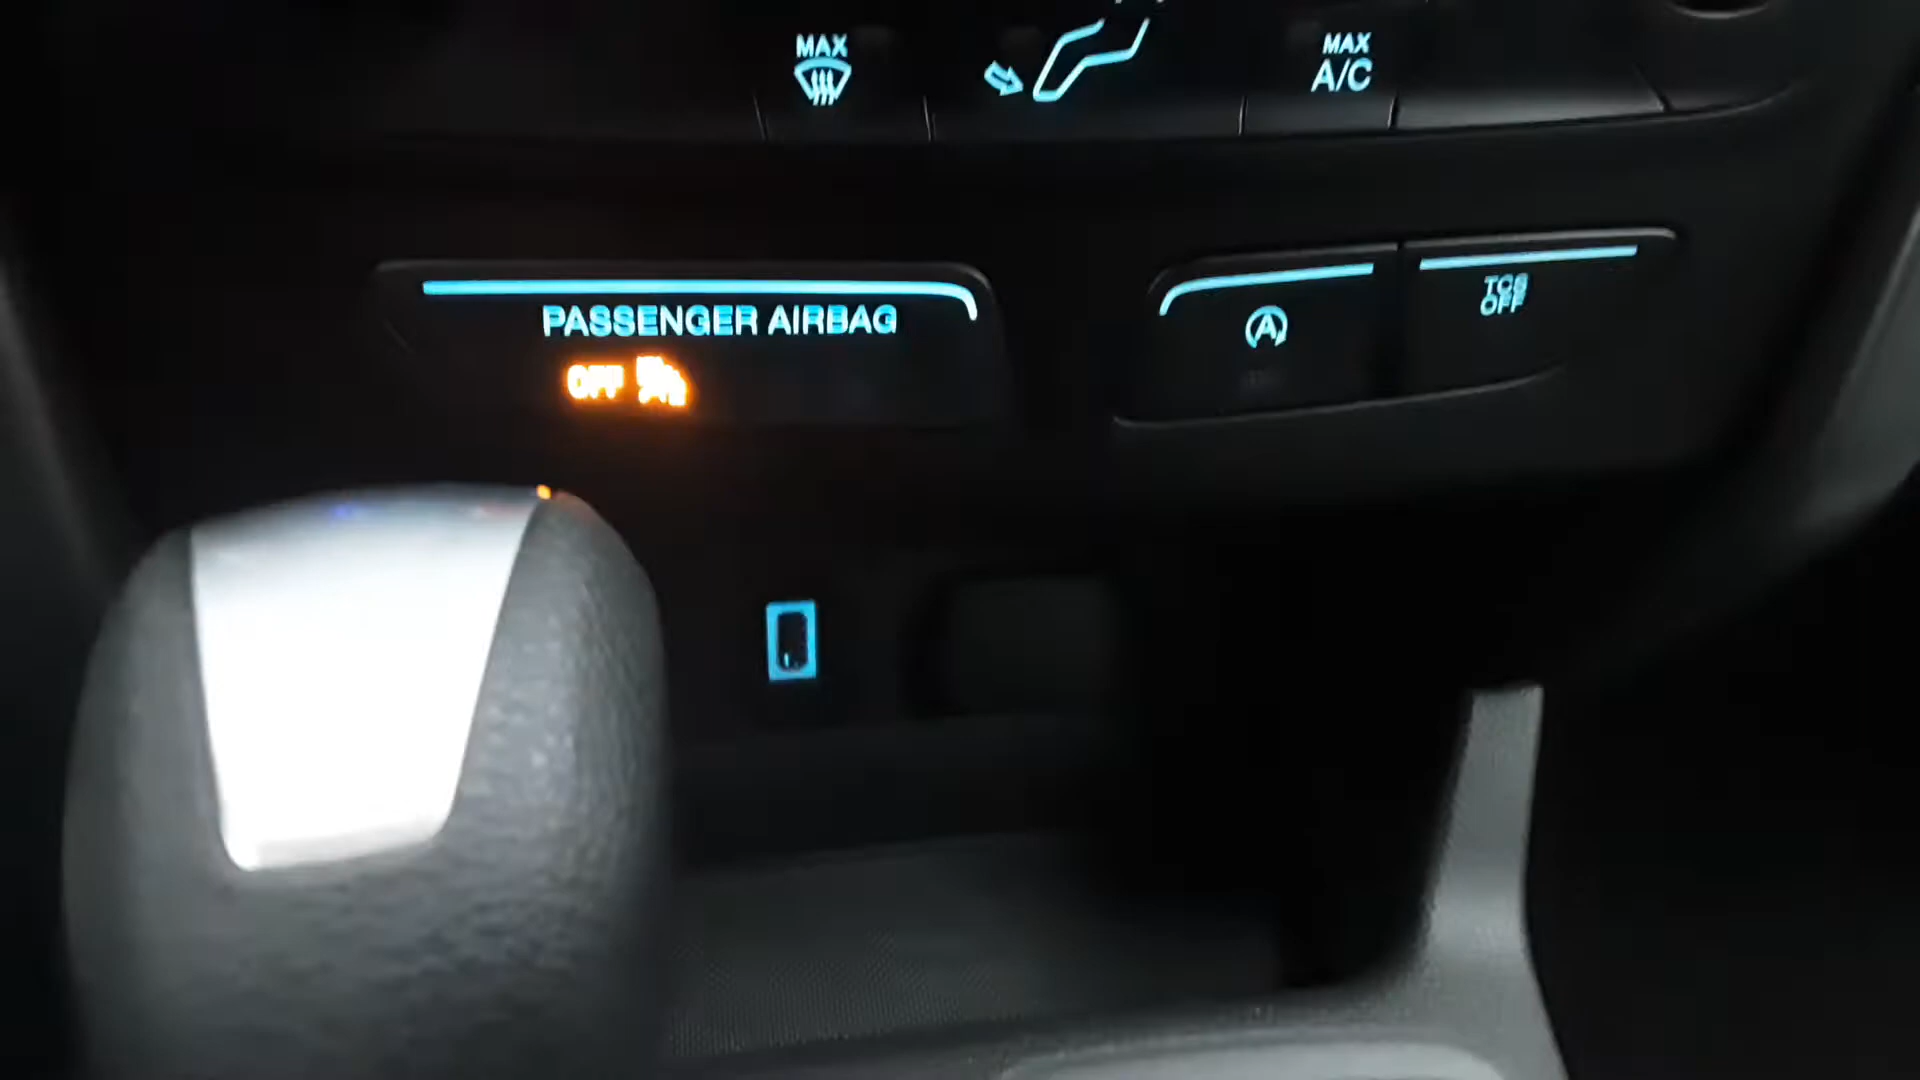 MAX
MAX
A/C
PASSENGER AIRBAG
OFF
A
TCS
OFF